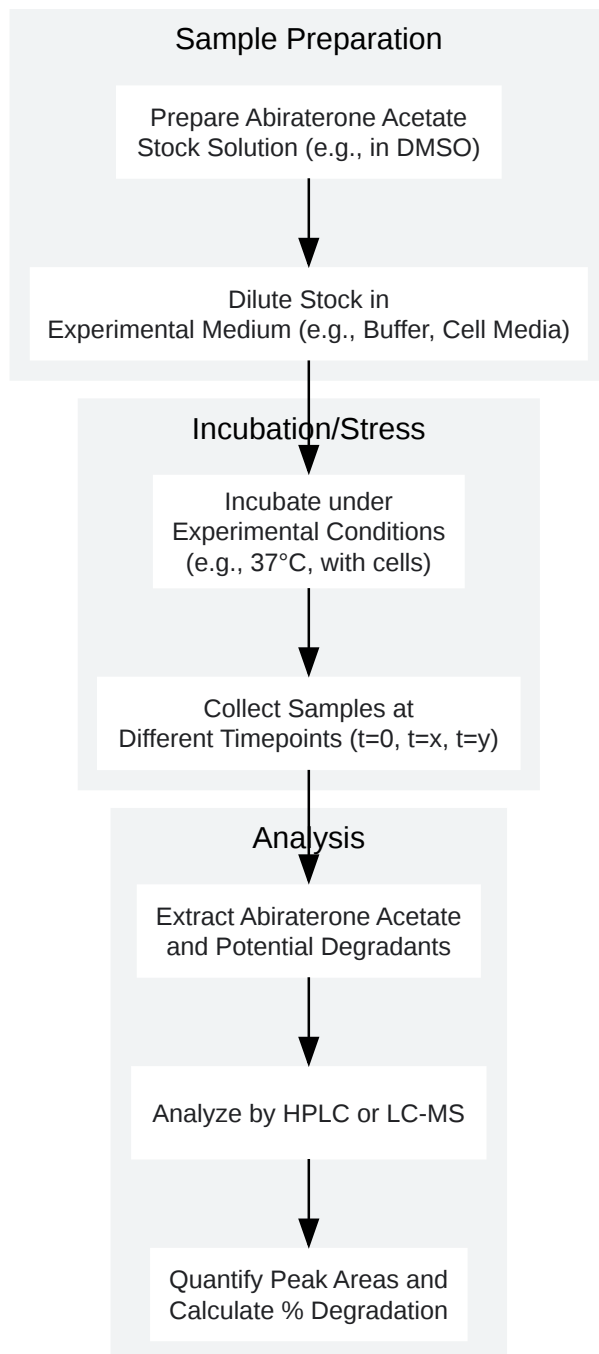 Sample Preparation
Prepare Abiraterone Acetate
Stock Solution (e.g., in DMSO)
Dilute Stock in
Experimental Medium (e.g., Buffer, Cell Media)
Incubation/Stress
Incubate under
Experimental Conditions
(e.g., 37°C, with cells)
Collect Samples at
Different Timepoints (t=0, t=x, t=y)
Analysis
Extract Abiraterone Acetate
and Potential Degradants
Analyze by HPLC or LC-MS
Quantify Peak Areas and
Calculate % Degradation